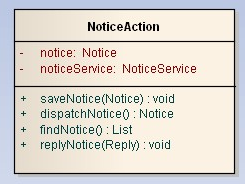 NoticeAction
- notice: Notice
- noticeService: NoticeService
+ saveNotice(Notice) : void
+ dispatchNotice() : Notice
+ findNotice() : List
+ replyNotice(Reply) : void